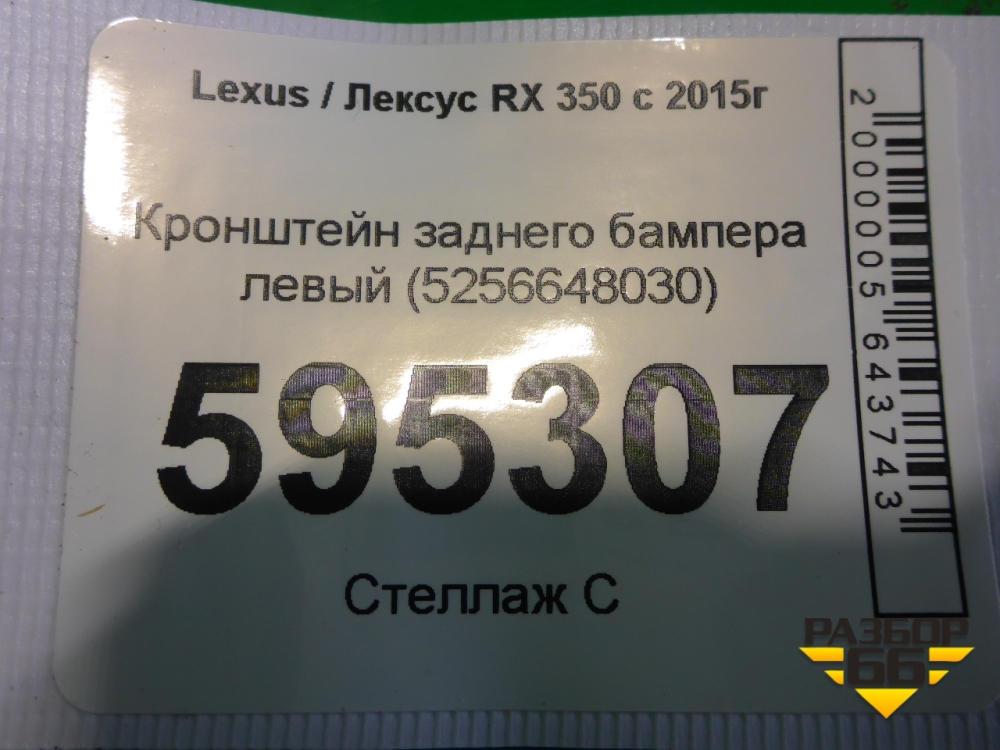 Lexus / Лексус RX 350 с 2015г
Кронштейн заднего бампера
левый (5256648030)
595307
Стеллаж С
2000005643743
РАЗБОР
66